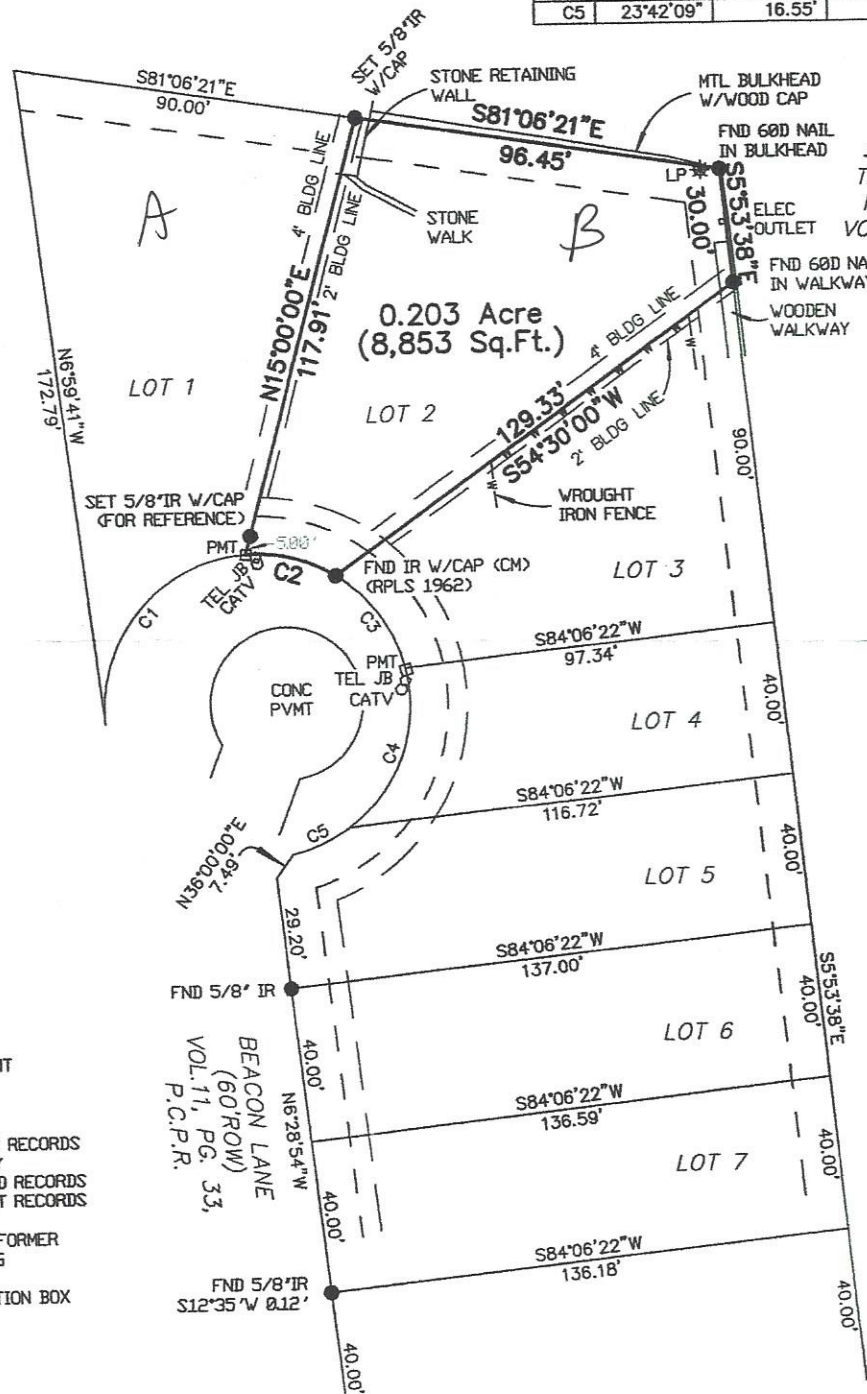 C5 23°42'09" 16.55'
S81°06'21"E
90.00'
SET 5/8"IR
W/CAP
STONE RETAINING
WALL
S81°06'21"E
96.45'
MTL BULKHEAD
W/WOOD CAP
FND 60D NAIL
IN BULKHEAD
LP
S5°53'38"E
30.00'
ELEC
OUTLET
FND 60D NA
IN WALKWAY
WOODEN
WALKWAY
A
4' BLDG LINE
2' BLDG LINE
STONE
WALK
B
0.203 Acre
(8,853 Sq.Ft.)
N15°00'00"E
117.91'
N6°59'41"W
172.79'
LOT 1
LOT 2
4' BLDG LINE
129.33'
S54°30'00"W
2' BLDG LINE
90.00'
WROUGHT
IRON FENCE
SET 5/8"IR W/CAP
(FOR REFERENCE)
5.00'
PMT
TEL JB
CATV
C2
FND IR W/CAP (CM)
(RPLS 1962)
C1
C3
LOT 3
S84°06'22"W
97.34'
PMT
TEL JB
CATV
CONC
PVMT
C4
LOT 4
40.00'
S84°06'22"W
116.72'
C5
N36°00'00"E
7.49'
LOT 5
40.00'
29.20'
S84°06'22"W
137.00'
FND 5/8" IR
S5°53'38"E
40.00'
LOT 6
40.00'
BEACON LANE
(60'ROW)
VOL.11, PG. 33,
P.C.P.R.
N6°28'54"W
S84°06'22"W
136.59'
LOT 7
40.00'
40.00'
S84°06'22"W
136.18'
FND 5/8"IR
S12°35'W 0.12'
40.00'
40.00'
RECORDS
D RECORDS
T RECORDS
FORMER
TION BOX